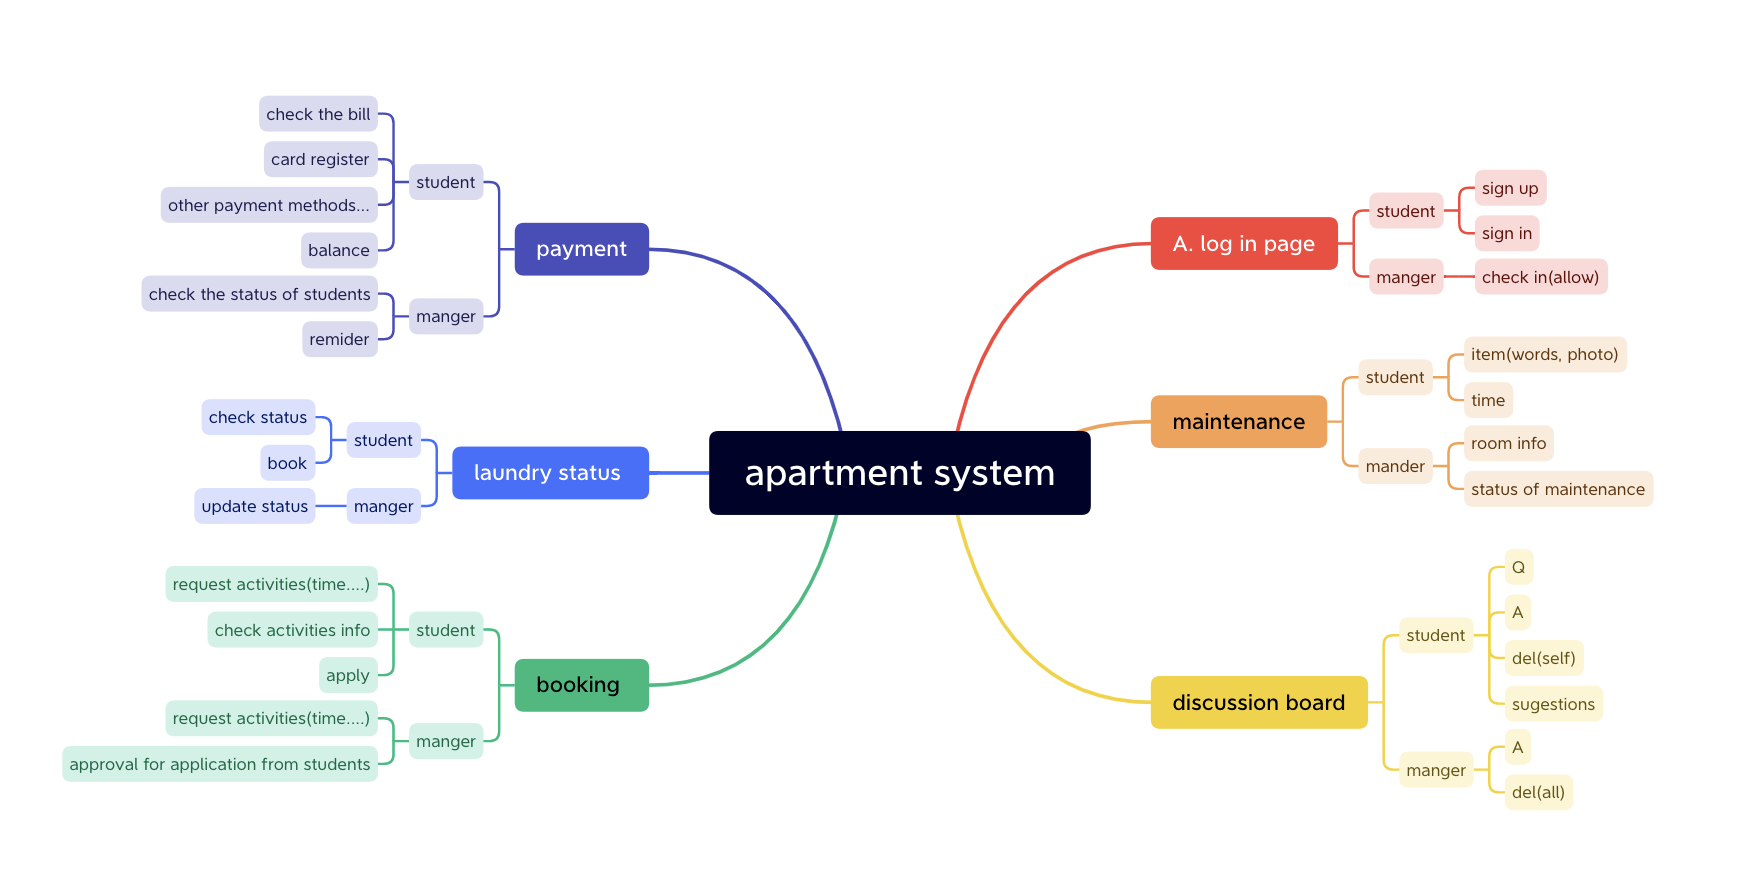 apartment system
payment
student
check the bill
card register
other payment methods...
balance
manger
check the status of students
remider
laundry status
student
check status
book
manger
update status
booking
student
request activities(time....)
check activities info
apply
manger
request activities(time....)
approval for application from students
A. log in page
student
sign up
sign in
manger
check in(allow)
maintenance
student
item(words, photo)
time
mander
room info
status of maintenance
discussion board
student
Q
A
del(self)
sugestions
manger
A
del(all)